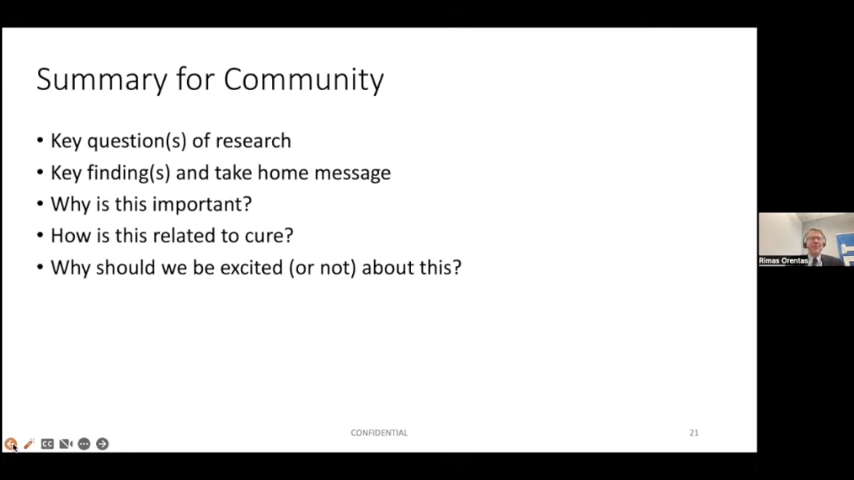 Summary for Community
• Key question(s) of research
• Key finding(s) and take home message
• Why is this important?
• How is this related to cure?
• Why should we be excited (or not) about this?
Rimas Orentas
CC
CONFIDENTIAL
21